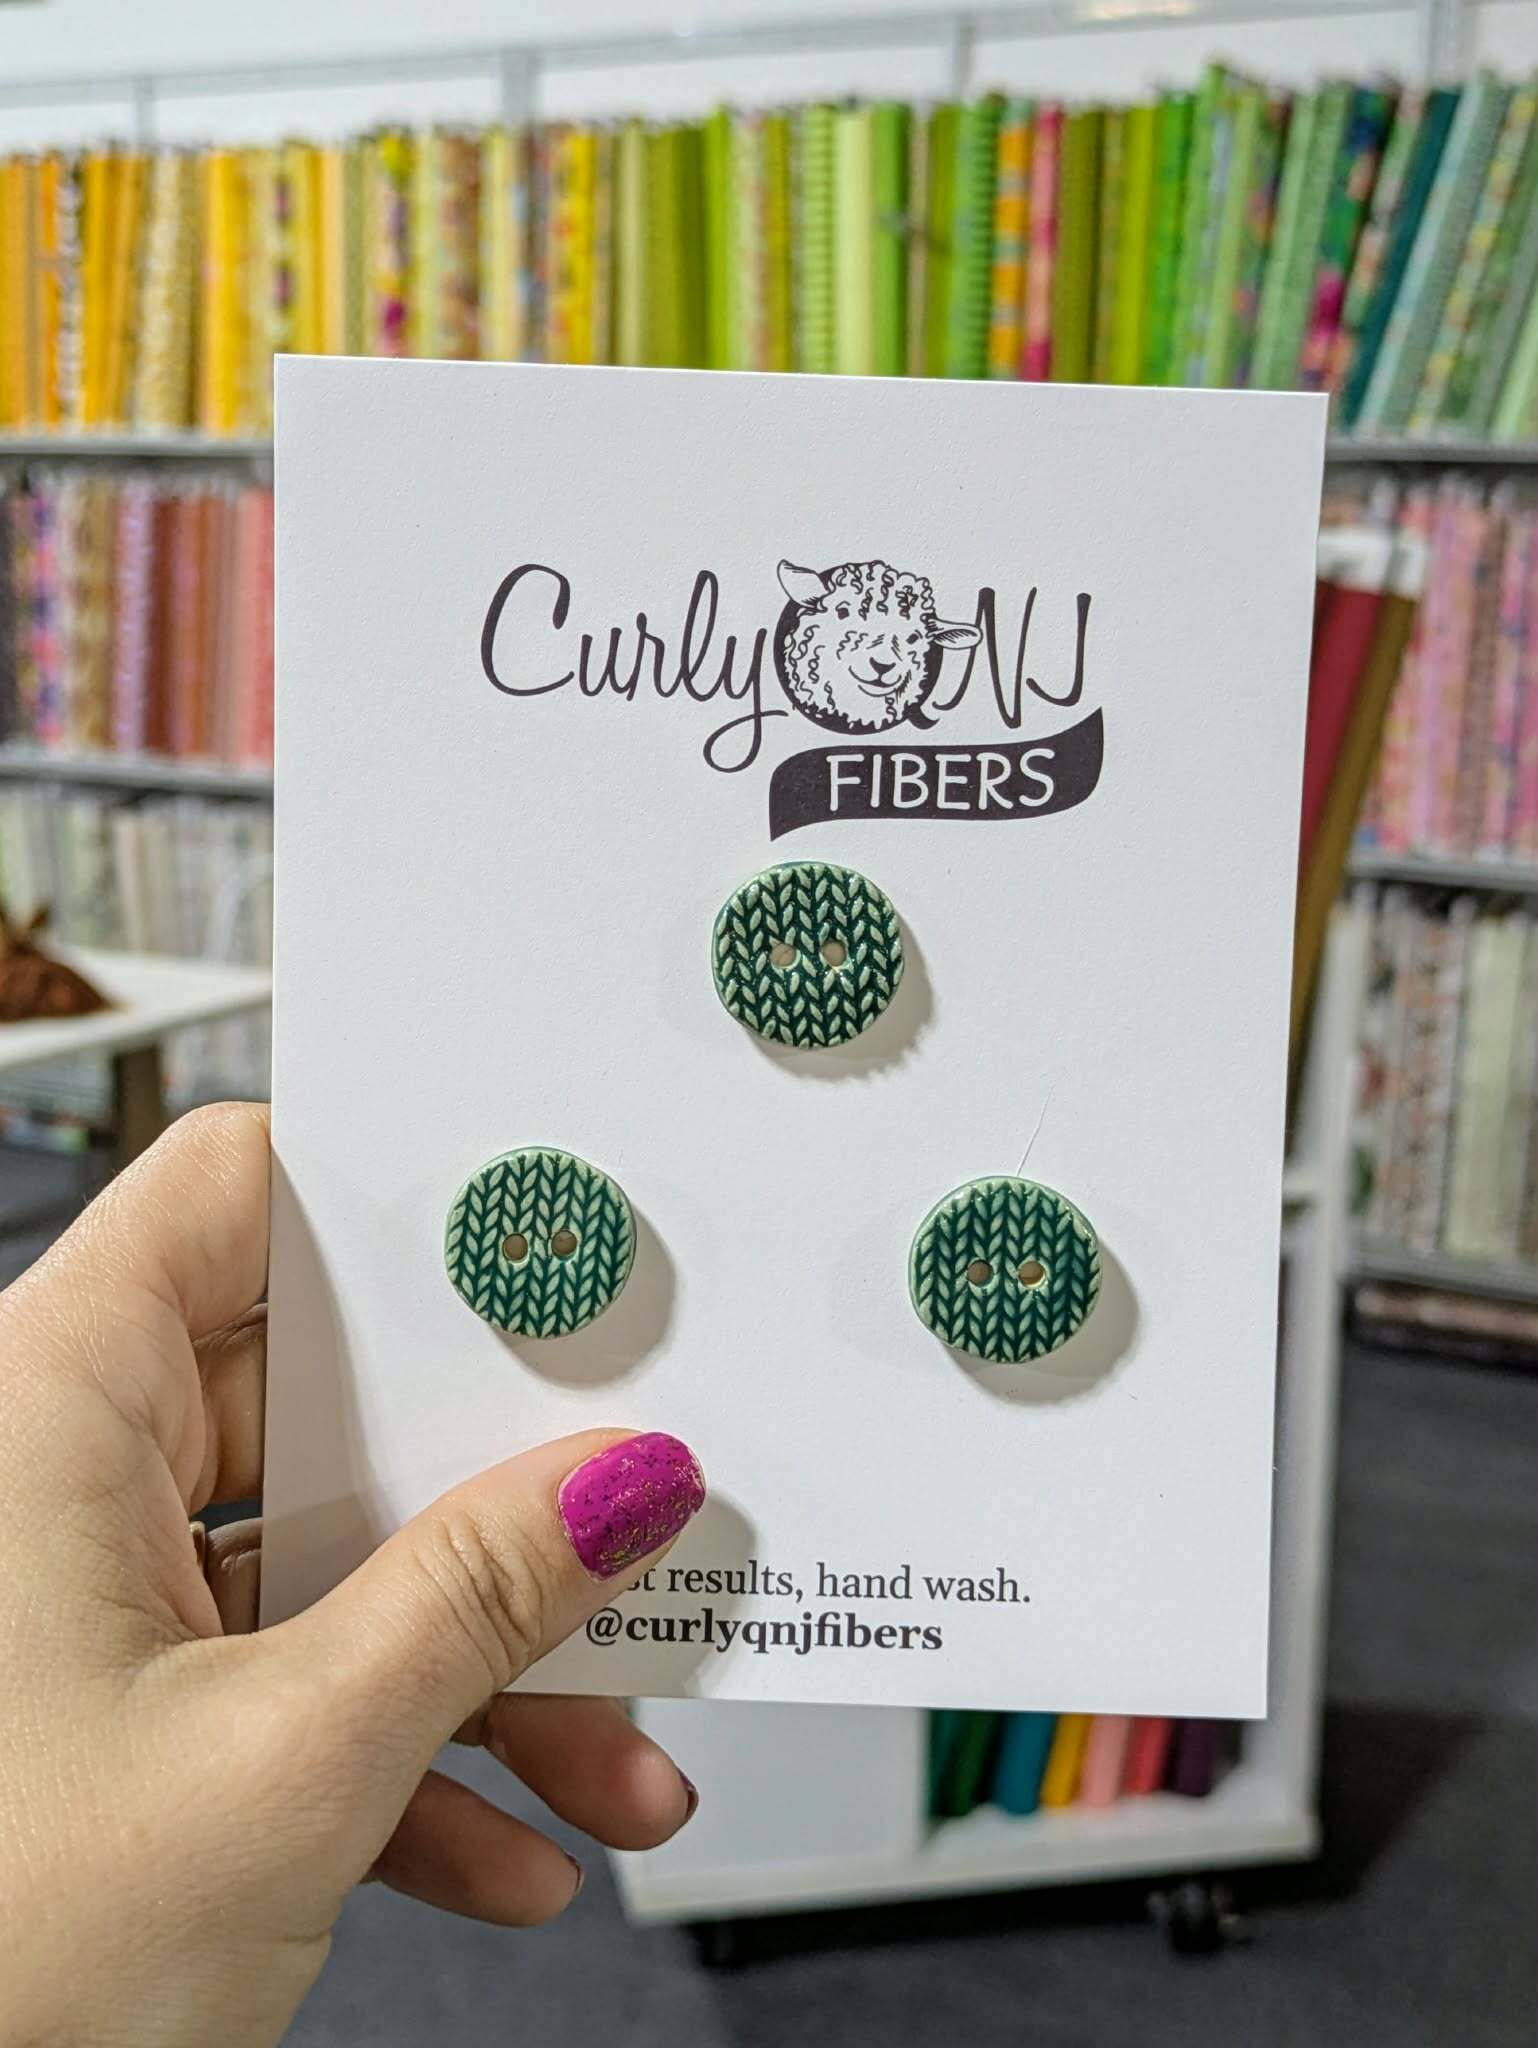 Curly Q NJ
FIBERS
results, hand wash.
@curlyqnjfibers